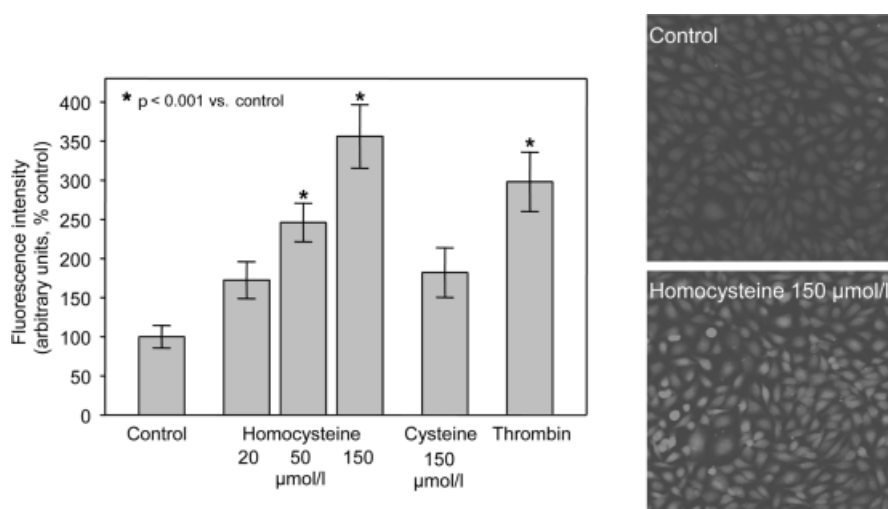 * p < 0.001 vs. control
Fluorescence intensity
(arbitrary units, % control)
400
350
300
250
200
150
100
50
0
*
*
*
Control
Homocysteine
Cysteine
Thrombin
20
50
150
150
µmol/l
µmol/l
Control
Homocysteine 150 µmol/l